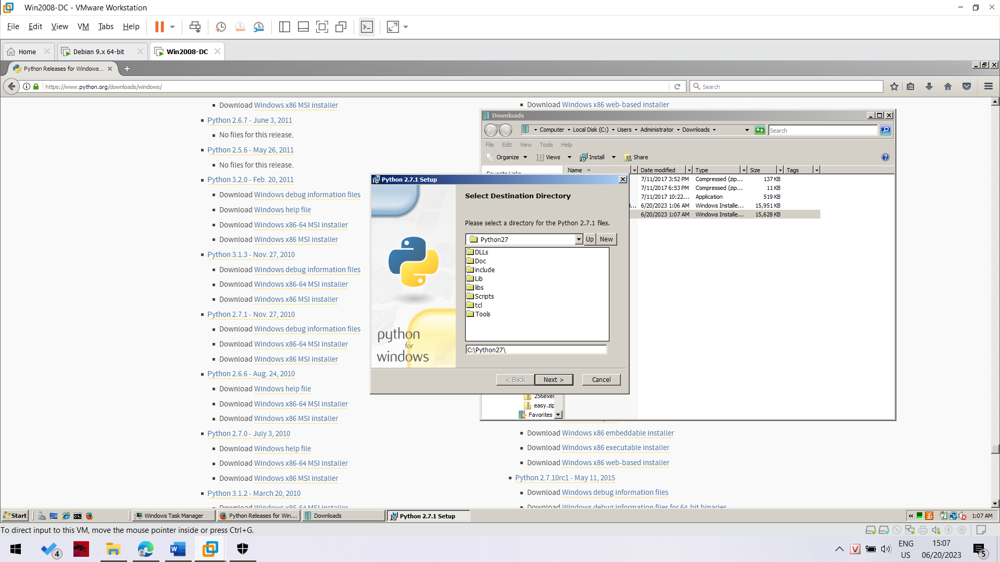 Win2008-DC - VMware Workstation
File Edit View VM Tabs Help
Home Debian 9.x 64-bit Win2008-DC
Python Releases for Windows...
https://www.python.org/downloads/windows/
Search
Download Windows x86 MSI installer
Python 2.6.7 - June 3, 2011
No files for this release.
Python 2.5.6 - May 26, 2011
No files for this release.
Python 3.2.0 - Feb. 20, 2011
Download Windows debug information files
Download Windows help file
Download Windows x86-64 MSI installer
Download Windows x86 MSI installer
Python 3.1.3 - Nov. 27, 2010
Download Windows debug information files
Download Windows x86-64 MSI installer
Download Windows x86 MSI installer
Python 2.7.1 - Nov. 27, 2010
Download Windows debug information files
Download Windows x86-64 MSI installer
Download Windows x86 MSI installer
Python 2.6.6 - Aug. 24, 2010
Download Windows help file
Download Windows x86-64 MSI installer
Download Windows x86 MSI installer
Python 2.7.0 - July 3, 2010
Download Windows help file
Download Windows x86-64 MSI installer
Download Windows x86 MSI installer
Python 3.1.2 - March 20, 2010
Download Windows x86-64 MSI installer
Download Windows x86 web-based installer
Downloads
Computer Local Disk (C:) Users Administrator Downloads
Search
File Edit View Tools Help
Organize Views Install Share
Name Date modified Type Size Tags
7/11/2017 3:52 PM Compressed (zip... 137 KB
7/11/2017 6:53 PM Compressed (zip... 11 KB
7/11/2017 10:22... Application 519 KB
6/20/2023 1:06 AM Windows Installe... 15,951 KB
6/20/2023 1:07 AM Windows Installe... 15,628 KB
Python 2.7.1 Setup
Select Destination Directory
Please select a directory for the Python 2.7.1 files.
Python27
Up New
DLLs
Doc
include
Lib
libs
Scripts
tcl
Tools
C:\Python27\
python
for
windows
< Back Next > Cancel
256exes
easy.zip
Favorites
Download Windows x86 embeddable installer
Download Windows x86 executable installer
Download Windows x86 web-based installer
Python 2.7.10rc1 - May 11, 2015
Download Windows debug information files
Download Windows debug information files for 64-bit binaries
Start Windows Task Manager Python Releases for Win... Downloads Python 2.7.1 Setup 1:07 AM
To direct input to this VM, move the mouse pointer inside or press Ctrl+G.
4
ENG
US
15:07
06/20/2023
5